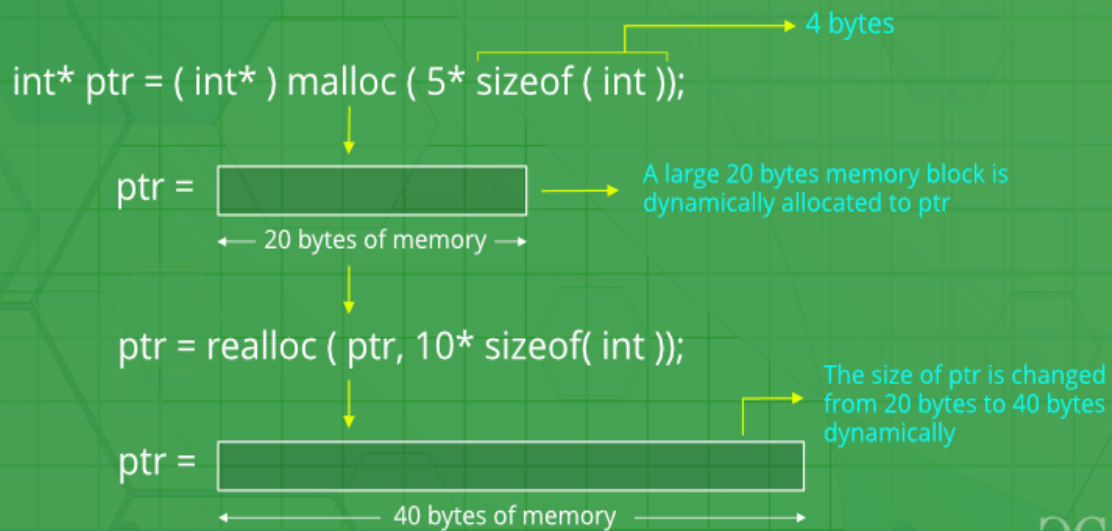 4 bytes
int* ptr = ( int* ) malloc ( 5* sizeof ( int ));
ptr =
A large 20 bytes memory block is
dynamically allocated to ptr
20 bytes of memory
ptr = realloc ( ptr, 10* sizeof( int ));
The size of ptr is changed
from 20 bytes to 40 bytes
dynamically
ptr =
40 bytes of memory